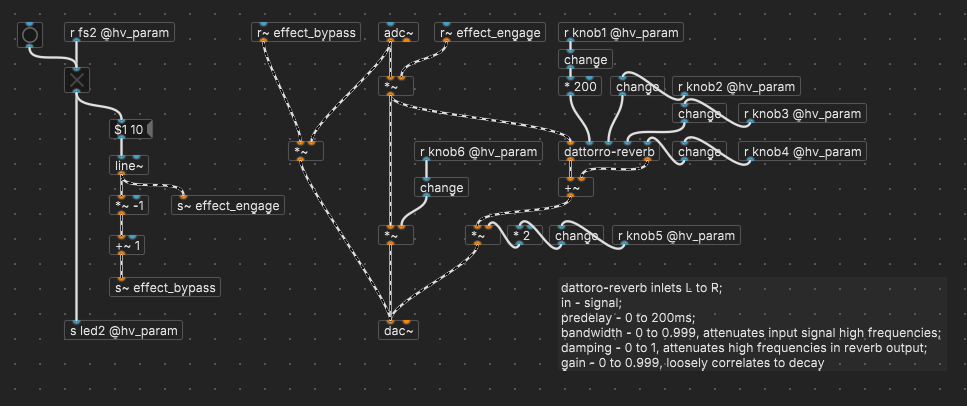 r fs2 @hv_param
r~ effect_bypass
adc~
r~ effect_engage
r knob1 @hv_param
change
*~
* 200
change
r knob2 @hv_param
change
r knob3 @hv_param
$1 10
*~
r knob6 @hv_param
dattorro-reverb
change
r knob4 @hv_param
line~
change
+~
*~ -1
s~ effect_engage
*~
*~
* 2
change
r knob5 @hv_param
+~ 1
s~ effect_bypass
dattoro-reverb inlets L to R;
in - signal;
predelay - 0 to 200ms;
bandwidth - 0 to 0.999, attenuates input signal high frequencies;
damping - 0 to 1, attenuates high frequencies in reverb output;
gain - 0 to 0.999, loosely correlates to decay
s led2 @hv_param
dac~